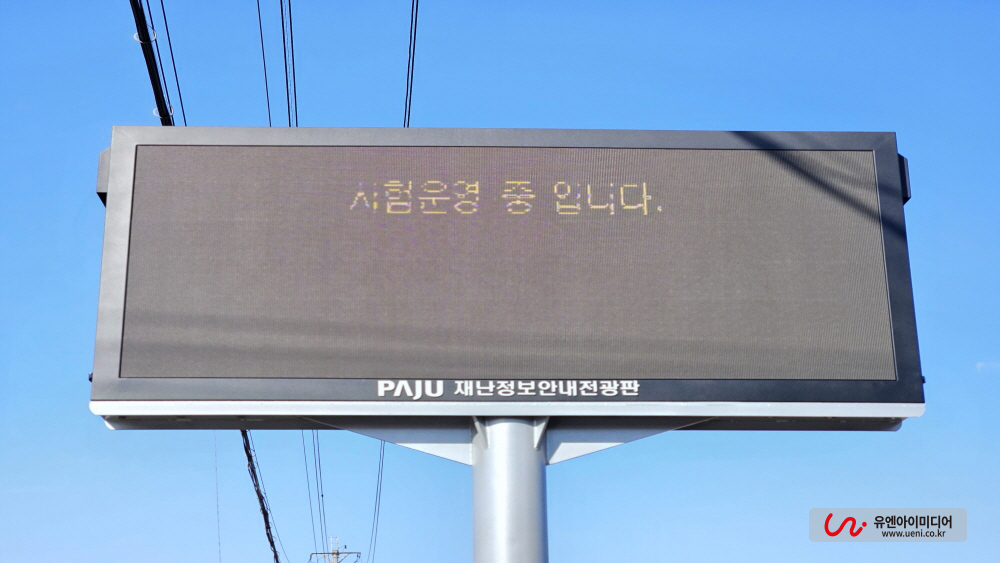 시험운영 중 입니다.
PAJU 재난정보안내전광판
유엔아이미디어
www.ueni.co.kr